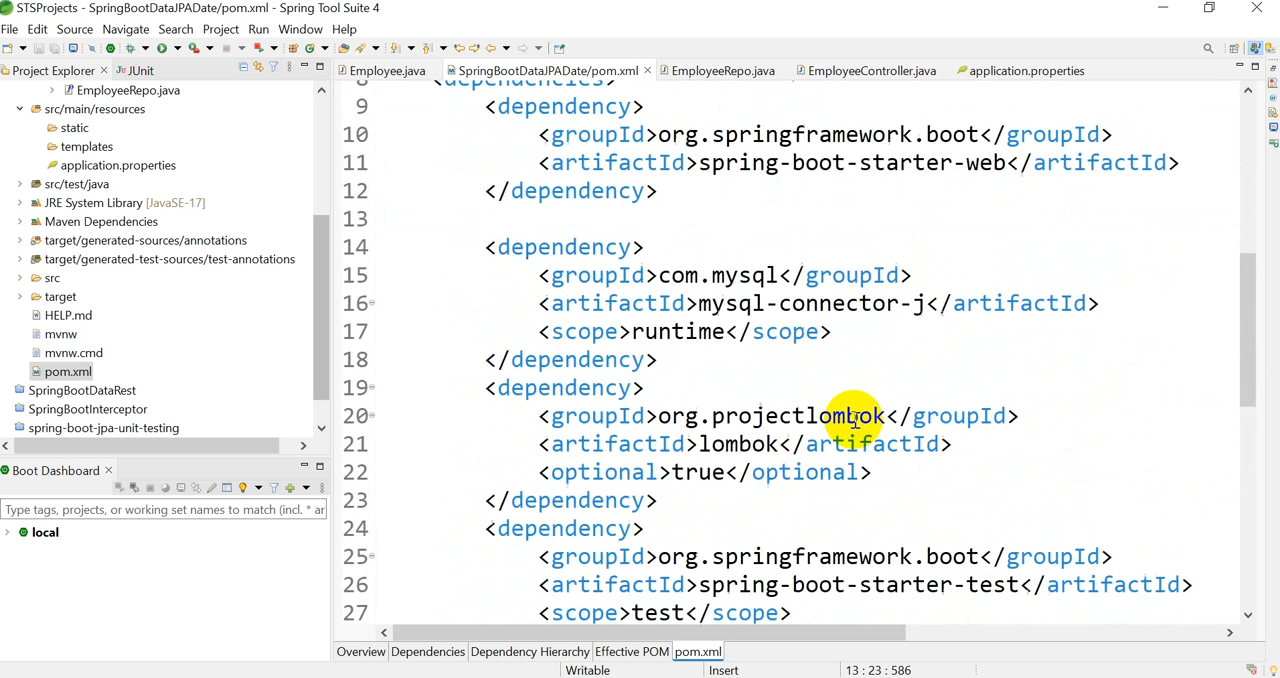 STSProjects - SpringBootDataJPADate/pom.xml - Spring Tool Suite 4
File Edit Source Navigate Search Project Run Window Help
Project Explorer
JUnit
EmployeeRepo.java
src/main/resources
static
templates
application.properties
src/test/java
JRE System Library [JavaSE-17]
Maven Dependencies
target/generated-sources/annotations
target/generated-test-sources/test-annotations
src
target
HELP.md
mvnw
mvnw.cmd
pom.xml
SpringBootDataRest
SpringBootInterceptor
spring-boot-jpa-unit-testing
Boot Dashboard
Type tags, projects, or working set names to match (incl. * ar
local
Employee.java SpringBootDataJPADate/pom.xml EmployeeRepo.java EmployeeController.java application.properties
8 <dependencies>
9 <dependency>
10 <groupId>org.springframework.boot</groupId>
11 <artifactId>spring-boot-starter-web</artifactId>
12 </dependency>
13
14 <dependency>
15 <groupId>com.mysql</groupId>
16 <artifactId>mysql-connector-j</artifactId>
17 <scope>runtime</scope>
18 </dependency>
19 <dependency>
20 <groupId>org.projectlombok</groupId>
21 <artifactId>lombok</artifactId>
22 <optional>true</optional>
23 </dependency>
24 <dependency>
25 <groupId>org.springframework.boot</groupId>
26 <artifactId>spring-boot-starter-test</artifactId>
27 <scope>test</scope>
Overview Dependencies Dependency Hierarchy Effective POM pom.xml
Writable Insert 13 : 23 : 586